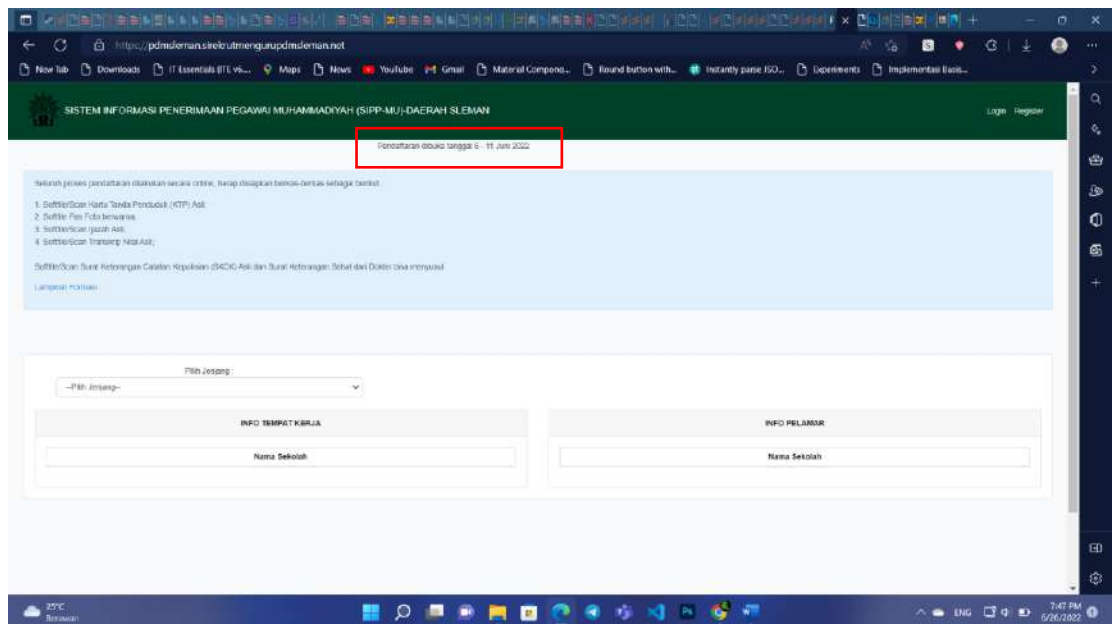 https://pdmsleman.sirekrutmengurupdmsleman.net
New Tab Downloads IT Essentials (ITE v6... Maps News YouTube Gmail Material Compone... Round button with... Instantly parse JSO... Experiments Implementasi Basis...
SISTEM INFORMASI PENERIMAAN PEGAWAI MUHAMMADIYAH (SIPP-MU)-DAERAH SLEMAN
Login Register
Pendaftaran dibuka tanggal 6 - 11 Juni 2022
Seluruh proses pendaftaran dilakukan secara online, harap disiapkan berkas-berkas sebagai berikut
1. Softfile/Scan Kartu Tanda Penduduk (KTP) Asli
2. Softfile Pas Foto berwarna
3. Softfile/Scan Ijazah Asli
4. Softfile/Scan Transkrip Nilai Asli;
Softfile/Scan Surat Keterangan Catatan Kepolisian (SKCK) Asli dan Surat Keterangan Sehat dari Dokter bisa menyusul
Lampiran Formasi
Pilih Jenjang :
--Pilih Jenjang--
INFO TEMPAT KERJA
INFO PELAMAR
Nama Sekolah
Nama Sekolah
25°C
Berawan
ENG
7:47 PM
6/26/2022